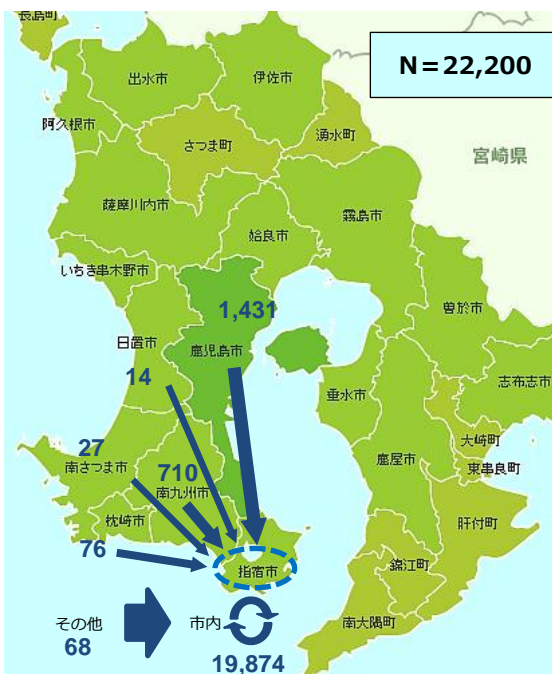 長島町
N＝22,200
出水市
伊佐市
阿久根市
さつま町
湧水町
宮崎県
薩摩川内市
霧島市
姶良市
いちき串木野市
曽於市
1,431
日置市
鹿児島市
14
垂水市
志布志市
27
南さつま市
710
南九州市
大崎町
鹿屋市
東串良町
枕崎市
肝付町
76
指宿市
錦江町
その他
68
市内
南大隅町
19,874